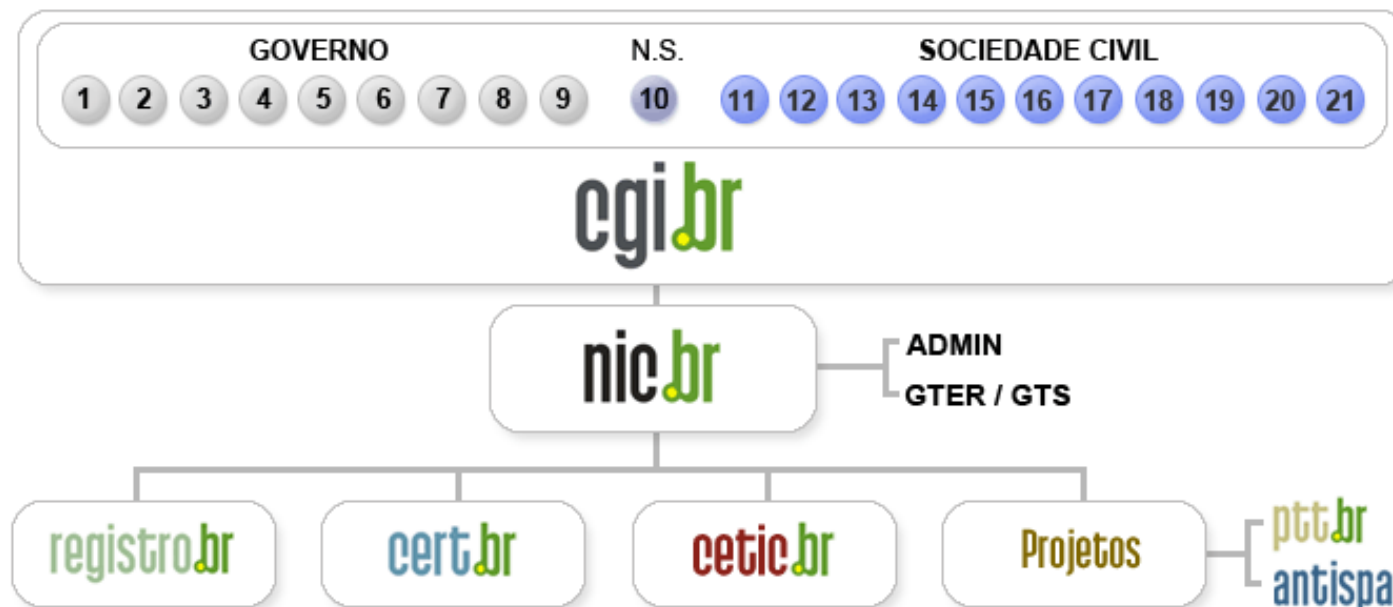 GOVERNO N.S. SOCIEDADE CIVIL
1 2 3 4 5 6 7 8 9 10 11 12 13 14 15 16 17 18 19 20 21
cgi.br
nic.br
ADMIN
GTER / GTS
registro.br cert.br cetic.br Projetos
ptt.br
antispa